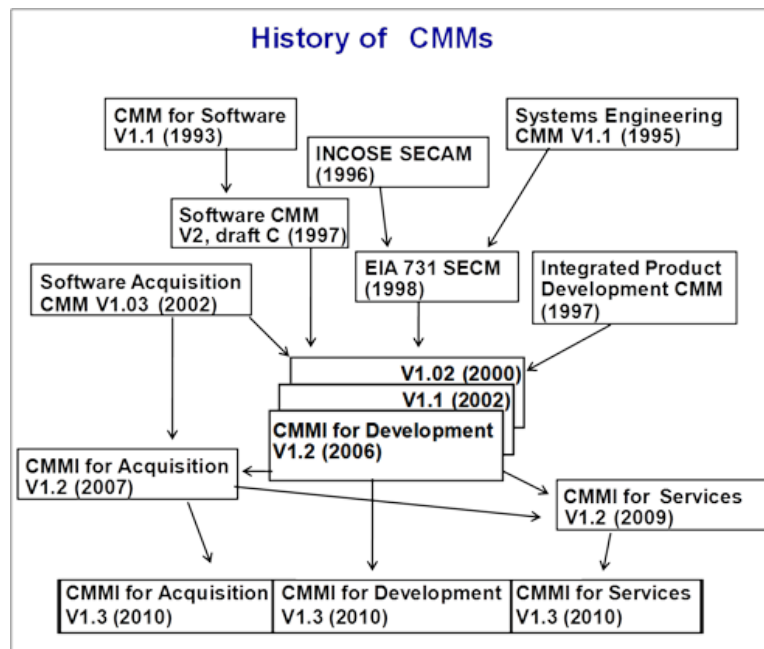 History of CMMs
CMM for Software
V1.1 (1993)
Systems Engineering
CMM V1.1 (1995)
INCOSE SECAM
(1996)
Software CMM
V2, draft C (1997)
EIA 731 SECM
(1998)
Integrated Product
Development CMM
(1997)
Software Acquisition
CMM V1.03 (2002)
V1.02 (2000)
V1.1 (2002)
CMMI for Development
V1.2 (2006)
CMMI for Acquisition
V1.2 (2007)
CMMI for Services
V1.2 (2009)
CMMI for Acquisition
V1.3 (2010)
CMMI for Development
V1.3 (2010)
CMMI for Services
V1.3 (2010)